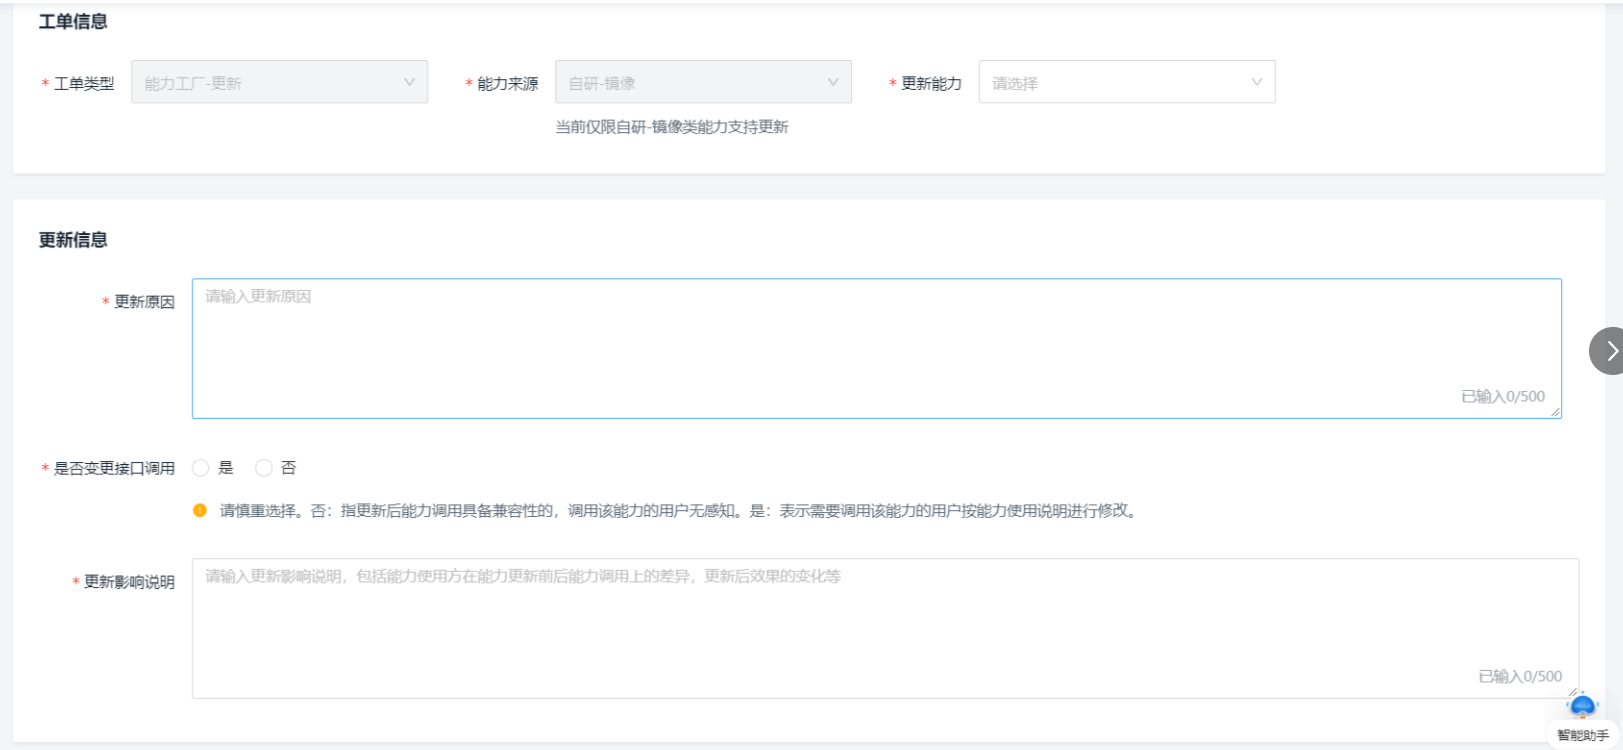 工单信息
* 工单类型 能力工厂-更新 * 能力来源 自研-镜像 * 更新能力 请选择
当前仅限自研-镜像类能力支持更新
更新信息
* 更新原因 请输入更新原因
已输入0/500
* 是否变更接口调用 是 否
请慎重选择。否：指更新后能力调用具备兼容性的，调用该能力的用户无感知。是：表示需要调用该能力的用户按能力使用说明进行修改。
* 更新影响说明 请输入更新影响说明，包括能力使用方在能力更新前后能力调用上的差异，更新后效果的变化等
已输入0/500
智能助手